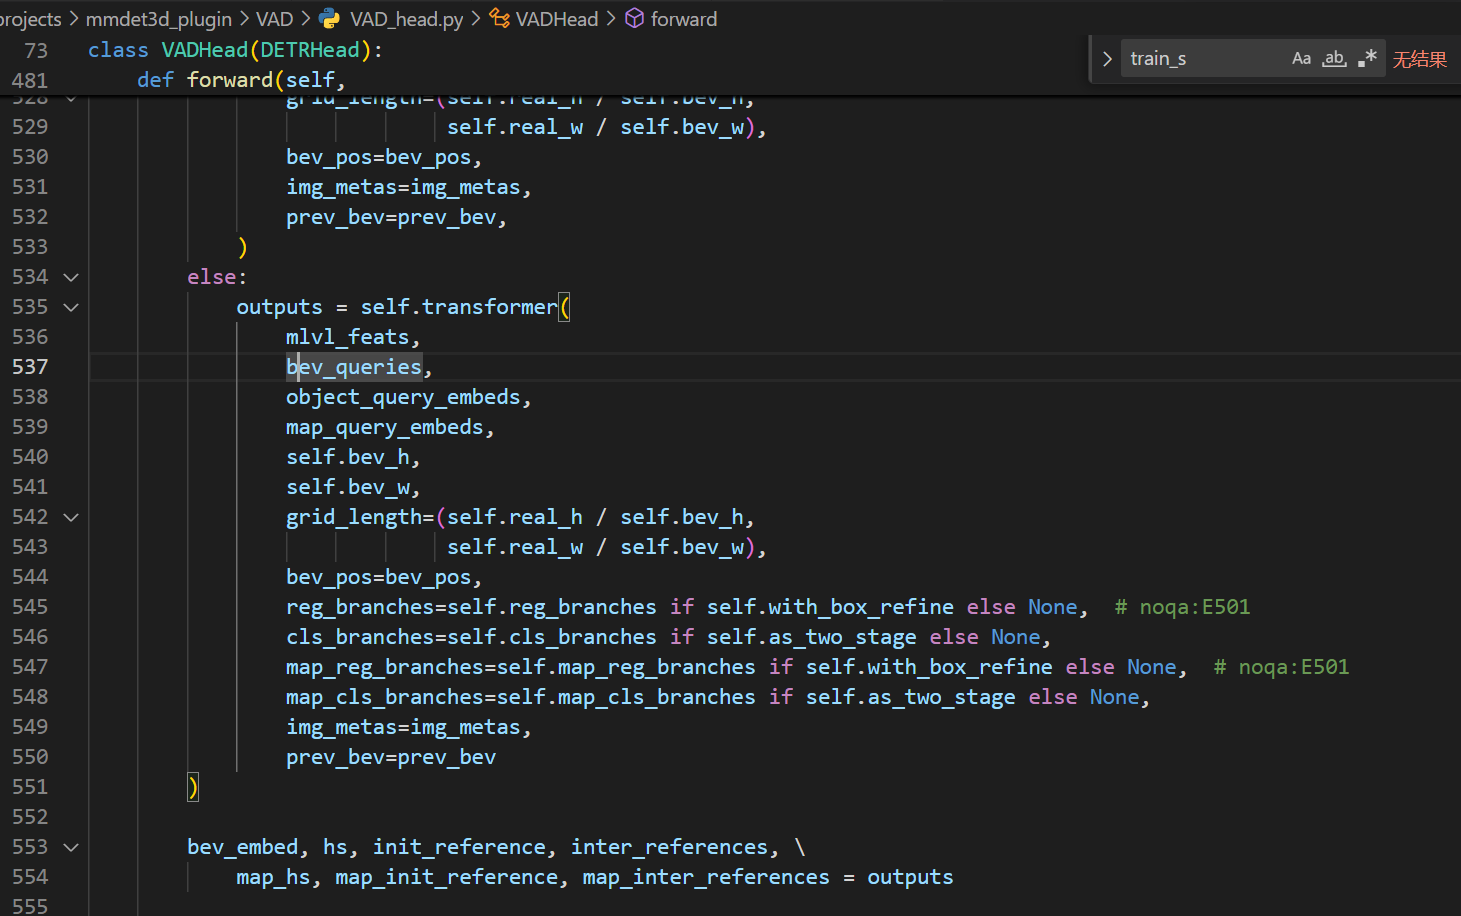 projects > mmdet3d_plugin > VAD > VAD_head.py > VADHead > forward
73 class VADHead(DETRHead):
481 def forward(self,
train_s Aa ab .* 无结果
528 grid_length=(self.real_h / self.bev_h,
529 self.real_w / self.bev_w),
530 bev_pos=bev_pos,
531 img_metas=img_metas,
532 prev_bev=prev_bev,
533 )
534 else:
535 outputs = self.transformer(
536 mlvl_feats,
537 bev_queries,
538 object_query_embeds,
539 map_query_embeds,
540 self.bev_h,
541 self.bev_w,
542 grid_length=(self.real_h / self.bev_h,
543 self.real_w / self.bev_w),
544 bev_pos=bev_pos,
545 reg_branches=self.reg_branches if self.with_box_refine else None,  # noqa:E501
546 cls_branches=self.cls_branches if self.as_two_stage else None,
547 map_reg_branches=self.map_reg_branches if self.with_box_refine else None,  # noqa:E501
548 map_cls_branches=self.map_cls_branches if self.as_two_stage else None,
549 img_metas=img_metas,
550 prev_bev=prev_bev
551 )
552
553 bev_embed, hs, init_reference, inter_references, \
554 map_hs, map_init_reference, map_inter_references = outputs
555